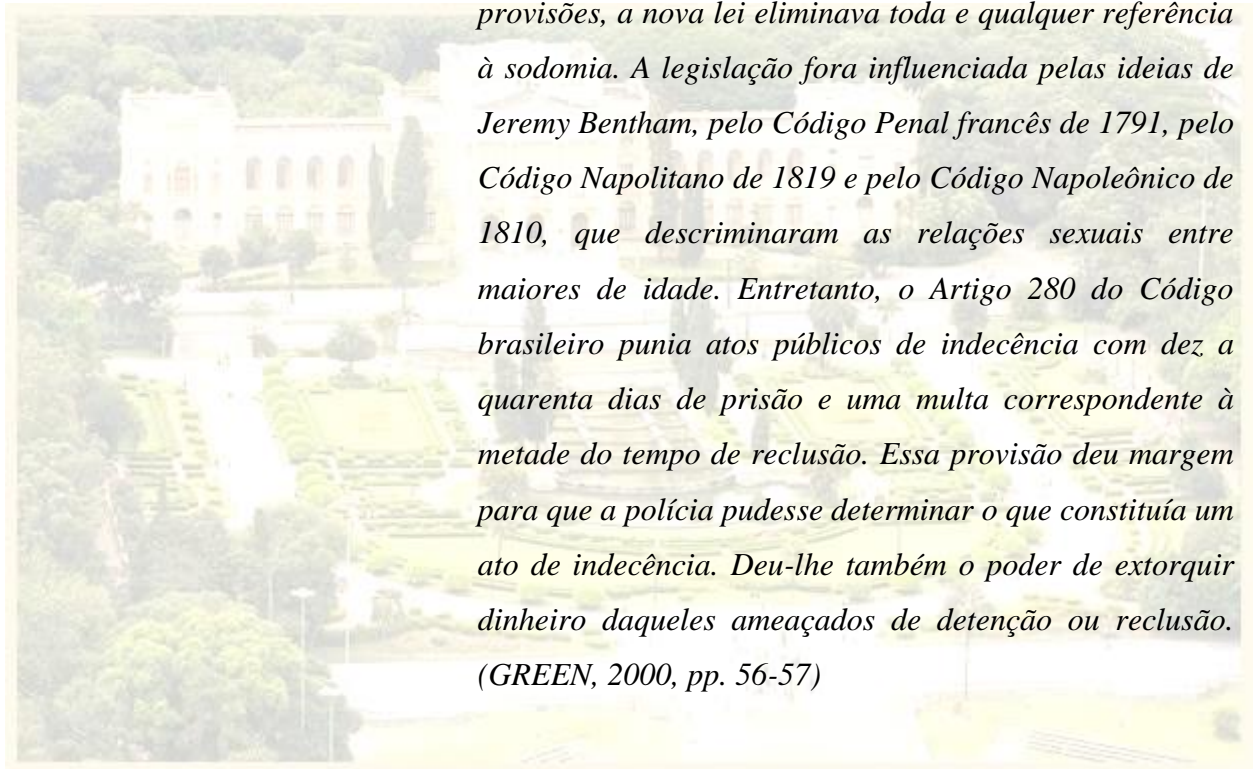 provisões, a nova lei eliminava toda e qualquer referência
à sodomia. A legislação fora influenciada pelas ideias de
Jeremy Bentham, pelo Código Penal francês de 1791, pelo
Código Napolitano de 1819 e pelo Código Napoleônico de
1810, que descriminaram as relações sexuais entre
maiores de idade. Entretanto, o Artigo 280 do Código
brasileiro punia atos públicos de indecência com dez a
quarenta dias de prisão e uma multa correspondente à
metade do tempo de reclusão. Essa provisão deu margem
para que a polícia pudesse determinar o que constituía um
ato de indecência. Deu-lhe também o poder de extorquir
dinheiro daqueles ameaçados de detenção ou reclusão.
(GREEN, 2000, pp. 56-57)